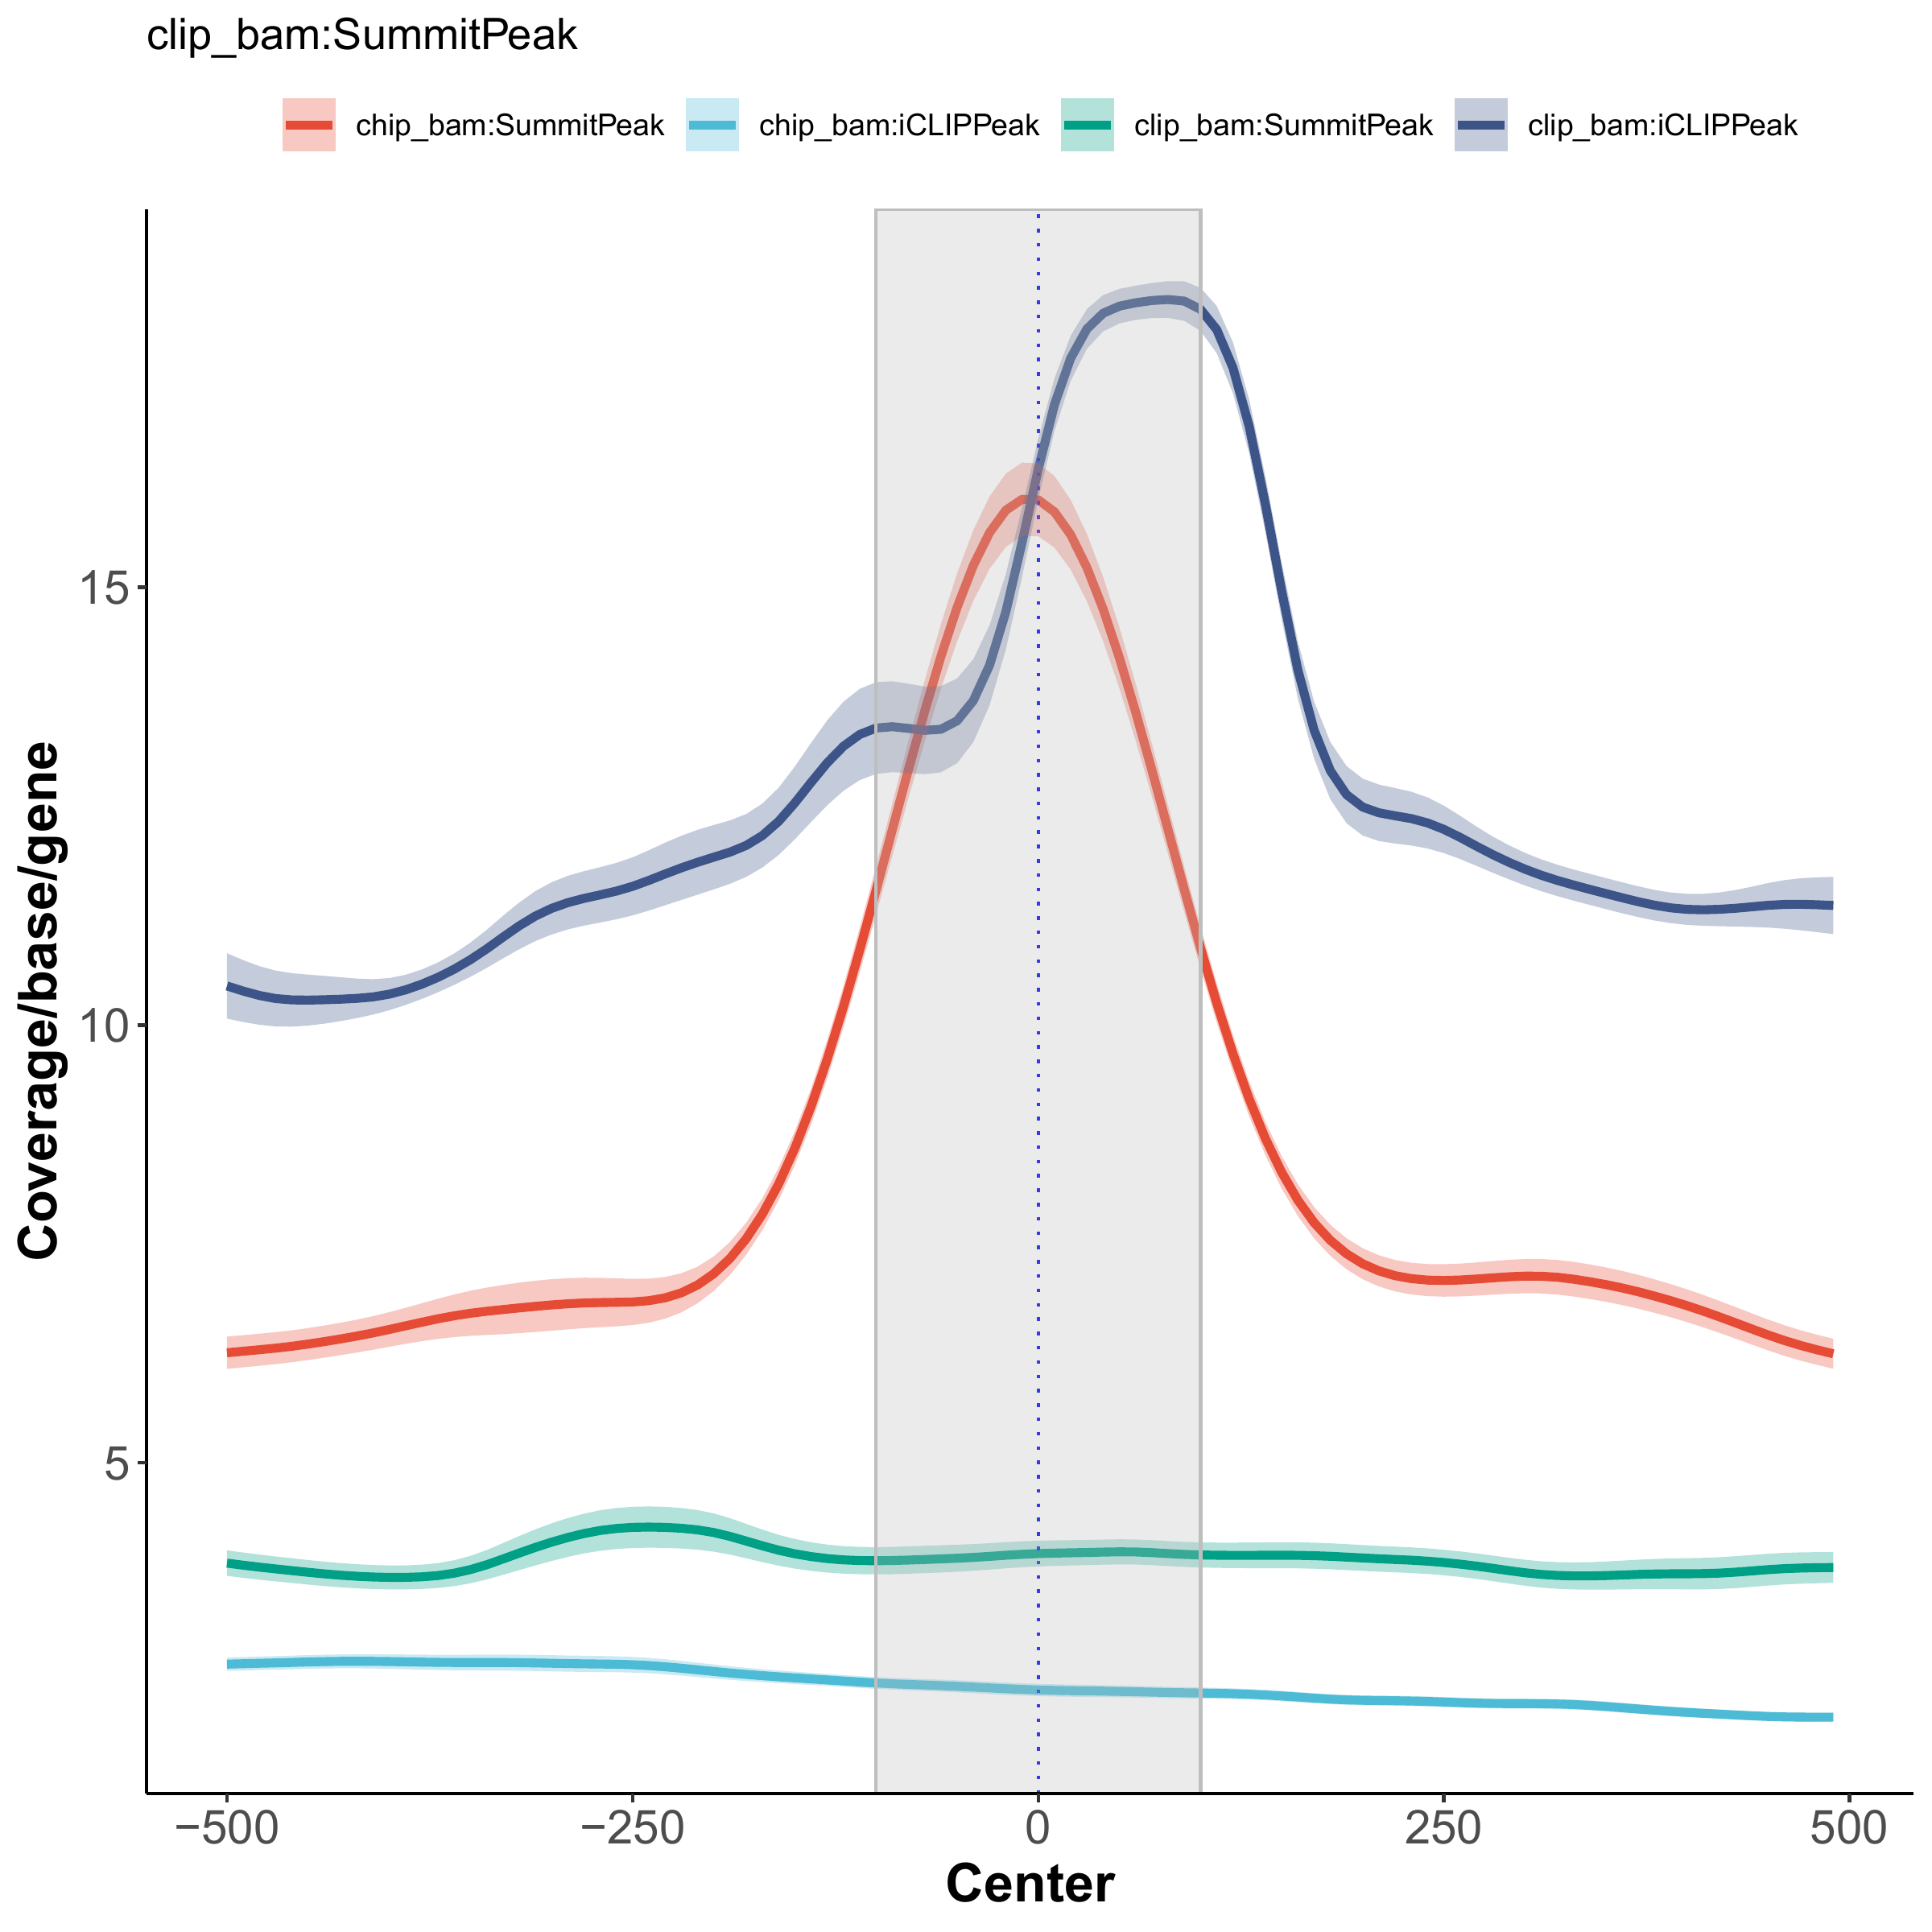 clip_bam:SummitPeak
chip_bam:SummitPeak chip_bam:iCLIPPeak clip_bam:SummitPeak clip_bam:iCLIPPeak
Coverage/base/gene
15
10
5
−500 −250 0 250 500
Center